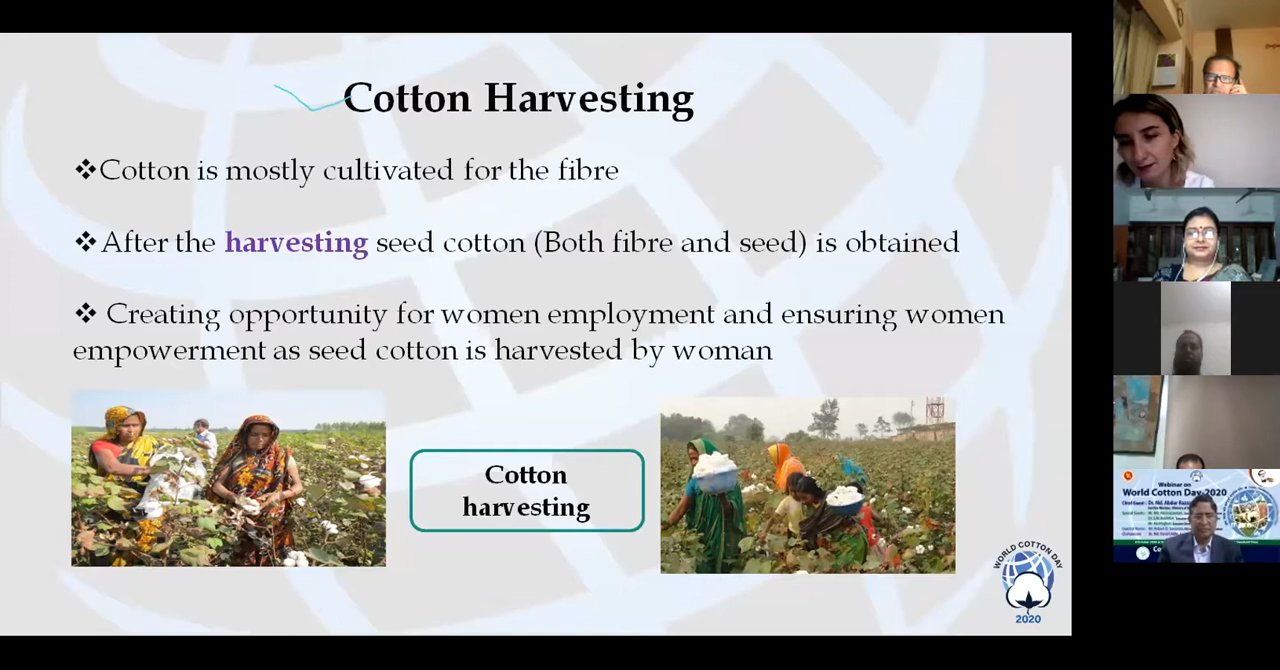 Cotton Harvesting
❖Cotton is mostly cultivated for the fibre
❖After the harvesting seed cotton (Both fibre and seed) is obtained
❖ Creating opportunity for women employment and ensuring women
empowerment as seed cotton is harvested by woman
Cotton
harvesting
WORLD COTTON DAY
2020
Webinar on
World Cotton Day-2020